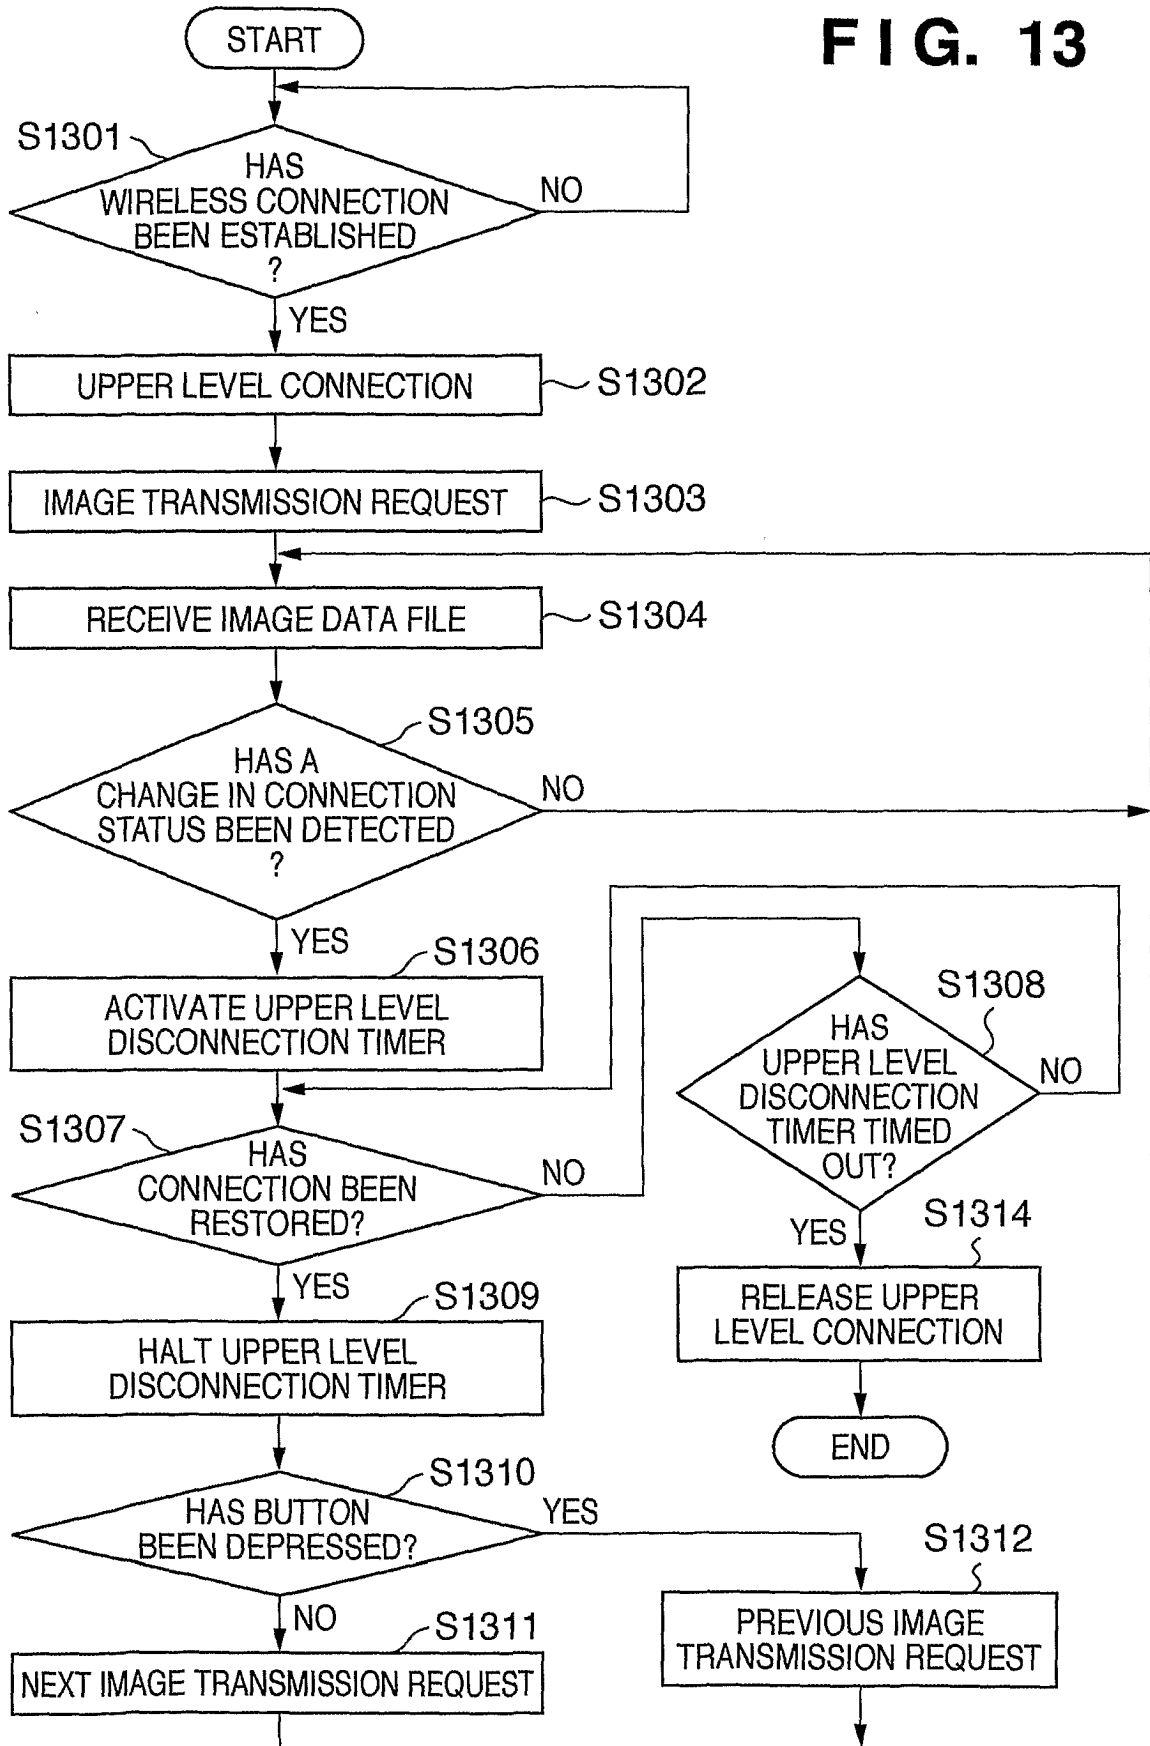 START
FIG. 13
S1301
HAS
WIRELESS CONNECTION
BEEN ESTABLISHED
?
NO
YES
UPPER LEVEL CONNECTION
S1302
IMAGE TRANSMISSION REQUEST
S1303
RECEIVE IMAGE DATA FILE
S1304
S1305
HAS A
CHANGE IN CONNECTION
STATUS BEEN DETECTED
?
NO
YES
S1306
ACTIVATE UPPER LEVEL
DISCONNECTION TIMER
S1307
HAS
CONNECTION BEEN
RESTORED?
NO
S1308
HAS
UPPER LEVEL
DISCONNECTION
TIMER TIMED
OUT?
NO
YES
S1314
RELEASE UPPER
LEVEL CONNECTION
END
YES
S1309
HALT UPPER LEVEL
DISCONNECTION TIMER
S1310
HAS BUTTON
BEEN DEPRESSED?
YES
NO
S1311
NEXT IMAGE TRANSMISSION REQUEST
S1312
PREVIOUS IMAGE
TRANSMISSION REQUEST